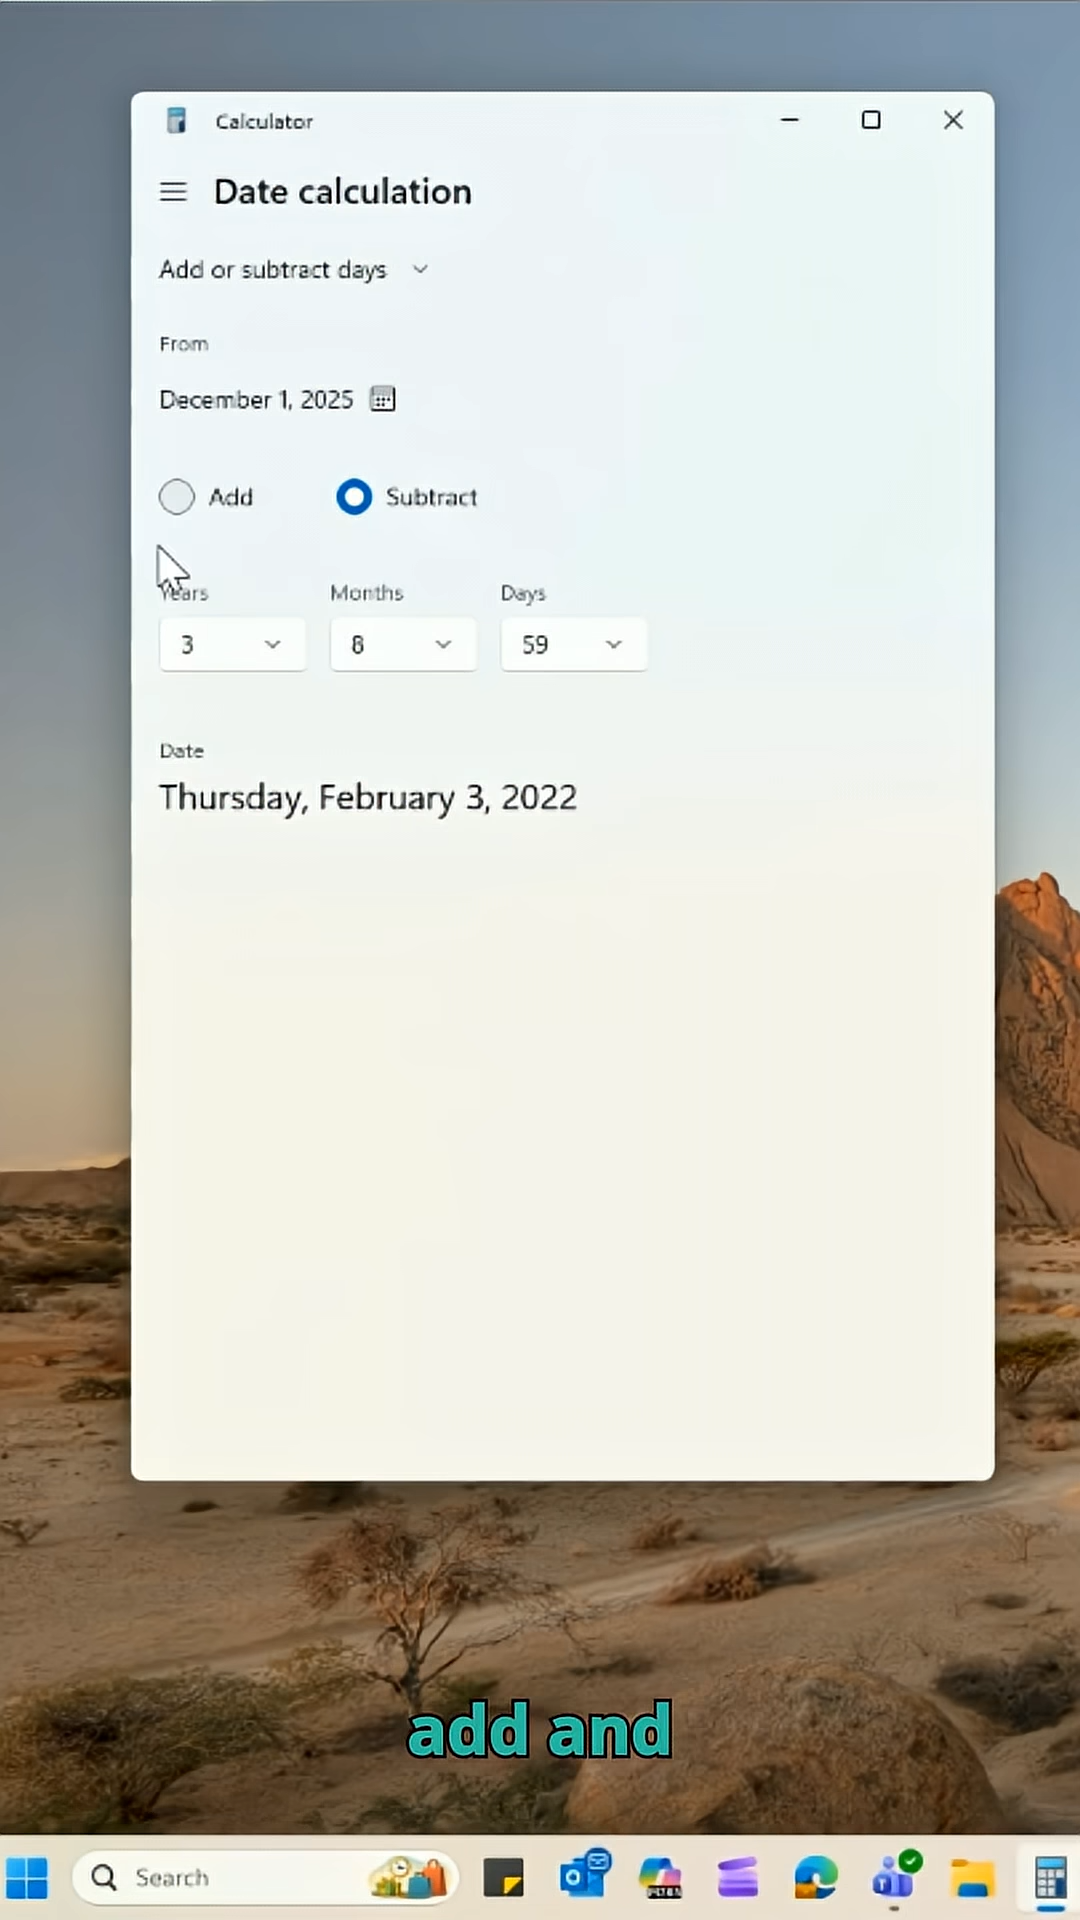 Calculator
Date calculation
Add or subtract days
From
December 1, 2025
Add Subtract
Years Months Days
3 8 59
Date
Thursday, February 3, 2022
add and
Search